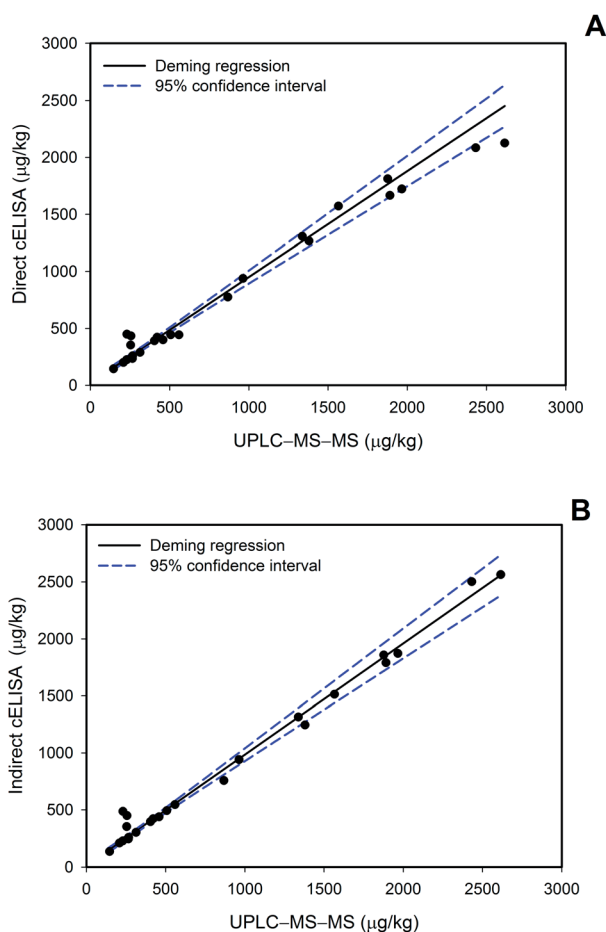 A
3000
Deming regression
95% confidence interval
2500
2000
1500
1000
500
0
0 500 1000 1500 2000 2500 3000
Direct cELISA (µg/kg)
UPLC–MS–MS (µg/kg)
B
3000
Deming regression
95% confidence interval
2500
2000
1500
1000
500
0
0 500 1000 1500 2000 2500 3000
Indirect cELISA (µg/kg)
UPLC–MS–MS (µg/kg)